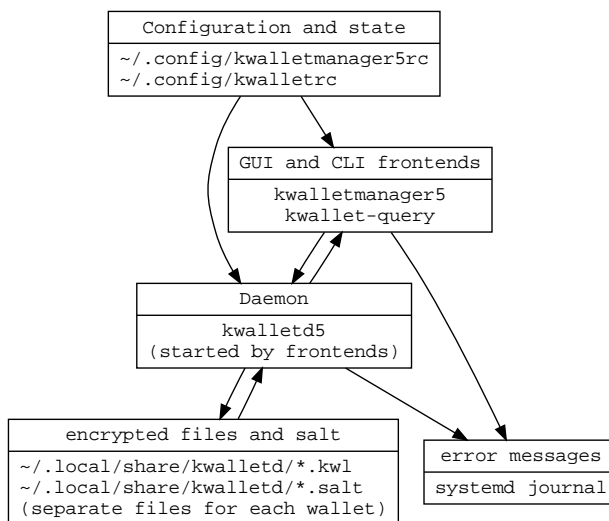 Configuration and state
~/.config/kwalletmanager5rc
~/.config/kwalletrc
GUI and CLI frontends
kwalletmanager5
kwallet-query
Daemon
kwalletd5
(started by frontends)
encrypted files and salt
~/.local/share/kwalletd/*.kwl
~/.local/share/kwalletd/*.salt
(separate files for each wallet)
error messages
systemd journal